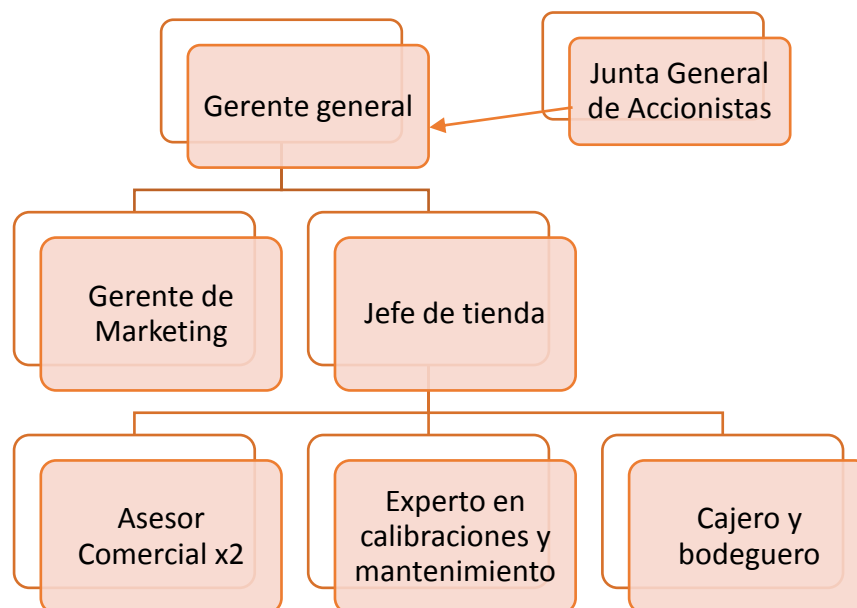 Gerente general
Junta General
de Accionistas
Gerente de
Marketing
Jefe de tienda
Asesor
Comercial x2
Experto en
calibraciones y
mantenimiento
Cajero y
bodeguero